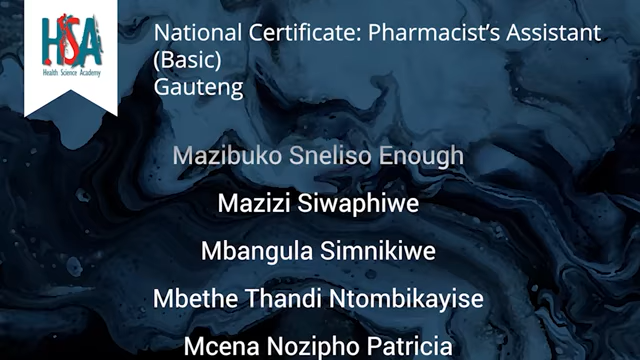 HSA
Health Science Academy
National Certificate: Pharmacist's Assistant
(Basic)
Gauteng
Mazibuko Sneliso Enough
Mazizi Siwaphiwe
Mbangula Simnikiwe
Mbethe Thandi Ntombikayise
Mcena Nozipho Patricia